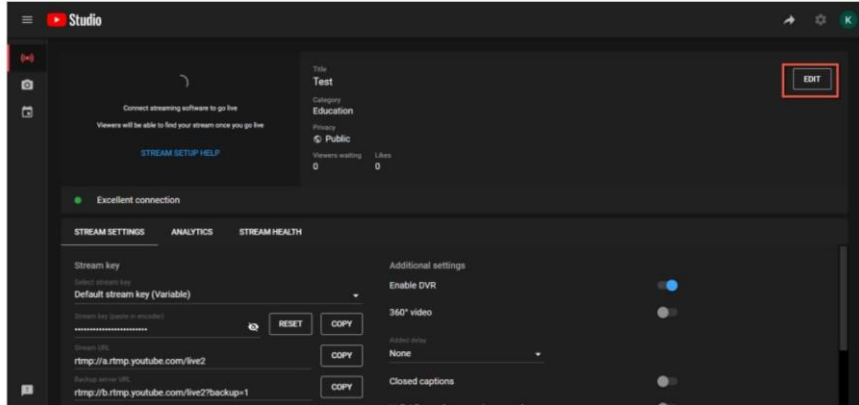 Studio
K
Title
Test
EDIT
Category
Education
Privacy
Public
Viewers waiting Likes
0 0
Connect streaming software to go live
Viewers will be able to find your stream once you go live
STREAM SETUP HELP
Excellent connection
STREAM SETTINGS ANALYTICS STREAM HEALTH
Stream key
Select stream key
Default stream key (Variable)
Stream key (paste in encoder)
RESET COPY
Stream URL
rtmp://a.rtmp.youtube.com/live2
COPY
Backup server URL
rtmp://b.rtmp.youtube.com/live2?backup=1
COPY
Additional settings
Enable DVR
360° video
Added delay
None
Closed captions